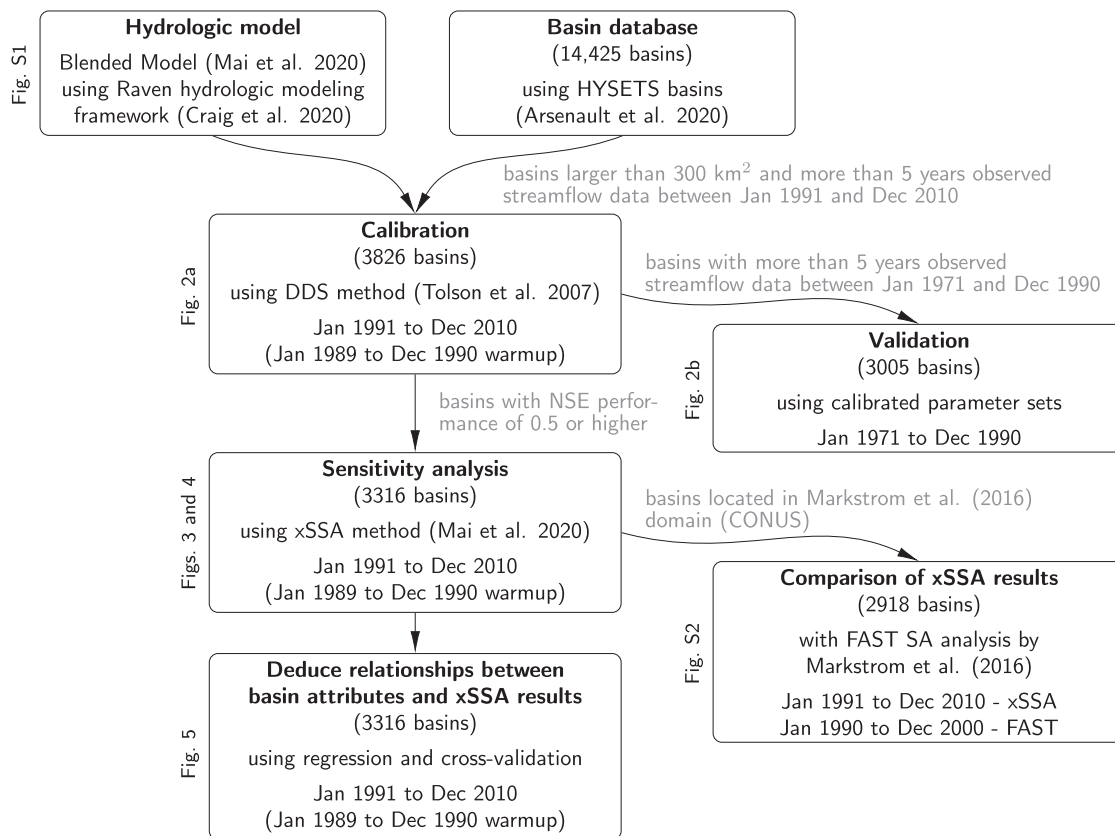 Fig. S1
Hydrologic model
Blended Model (Mai et al. 2020)
using Raven hydrologic modeling
framework (Craig et al. 2020)
Basin database
(14,425 basins)
using HYSETS basins
(Arsenault et al. 2020)
basins larger than 300 km² and more than 5 years observed
streamflow data between Jan 1991 and Dec 2010
Fig. 2a
Calibration
(3826 basins)
using DDS method (Tolson et al. 2007)
Jan 1991 to Dec 2010
(Jan 1989 to Dec 1990 warmup)
basins with more than 5 years observed
streamflow data between Jan 1971 and Dec 1990
Fig. 2b
Validation
(3005 basins)
using calibrated parameter sets
Jan 1971 to Dec 1990
basins with NSE perfor-
mance of 0.5 or higher
Figs. 3 and 4
Sensitivity analysis
(3316 basins)
using xSSA method (Mai et al. 2020)
Jan 1991 to Dec 2010
(Jan 1989 to Dec 1990 warmup)
basins located in Markstrom et al. (2016)
domain (CONUS)
Fig. S2
Comparison of xSSA results
(2918 basins)
with FAST SA analysis by
Markstrom et al. (2016)
Jan 1991 to Dec 2010 - xSSA
Jan 1990 to Dec 2000 - FAST
Fig. 5
Deduce relationships between
basin attributes and xSSA results
(3316 basins)
using regression and cross-validation
Jan 1991 to Dec 2010
(Jan 1989 to Dec 1990 warmup)